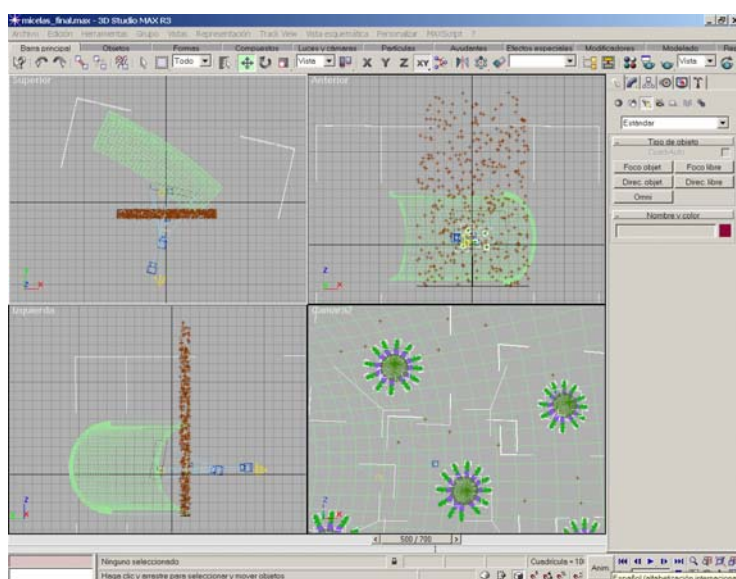 micelas_final.max - 3D Studio MAX R3
Archivo Edición Herramientas Grupo Vistas Representación Track View Vista esquemática Personalizar MAXScript ?
Barra principal Objetos Formas Compuestos Luces y cámaras Partículas Ayudantes Efectos especiales Modificadores Modelado
Todo Vista X Y Z XY Vista
Superior
Anterior
Estándar
Tipo de objeto
Foco objet Foco libre
Direc. objet Direc. libre
Omni
Nombre y color
Izquierda
500 / 700
Ninguno seleccionado
Cuadrícula = 10
Haga clic y arrastre para seleccionar y mover objetos
Anim.